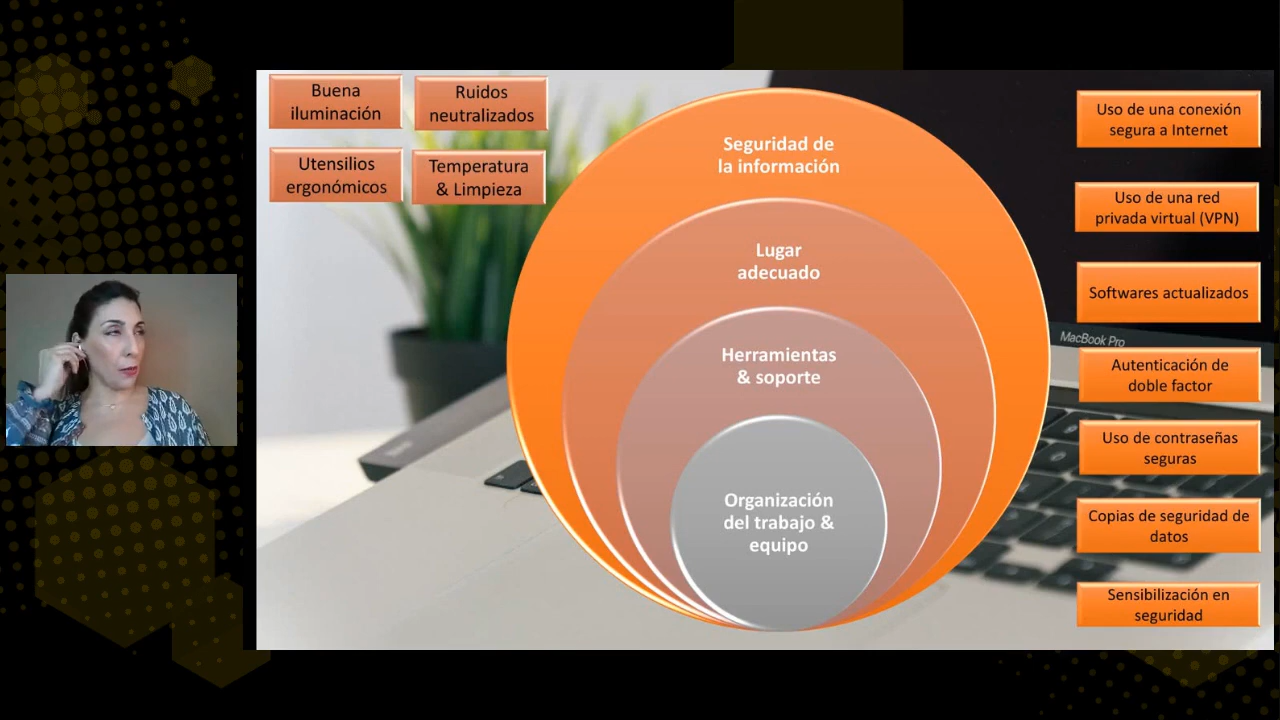 Buena
iluminación
Ruidos
neutralizados
Utensilios
ergonómicos
Temperatura
& Limpieza
Seguridad de
la información
Lugar
adecuado
Herramientas
& soporte
Organización
del trabajo &
equipo
Uso de una conexión
segura a Internet
Uso de una red
privada virtual (VPN)
Softwares actualizados
MacBook Pro
Autenticación de
doble factor
Uso de contraseñas
seguras
Copias de seguridad de
datos
Sensibilización en
seguridad